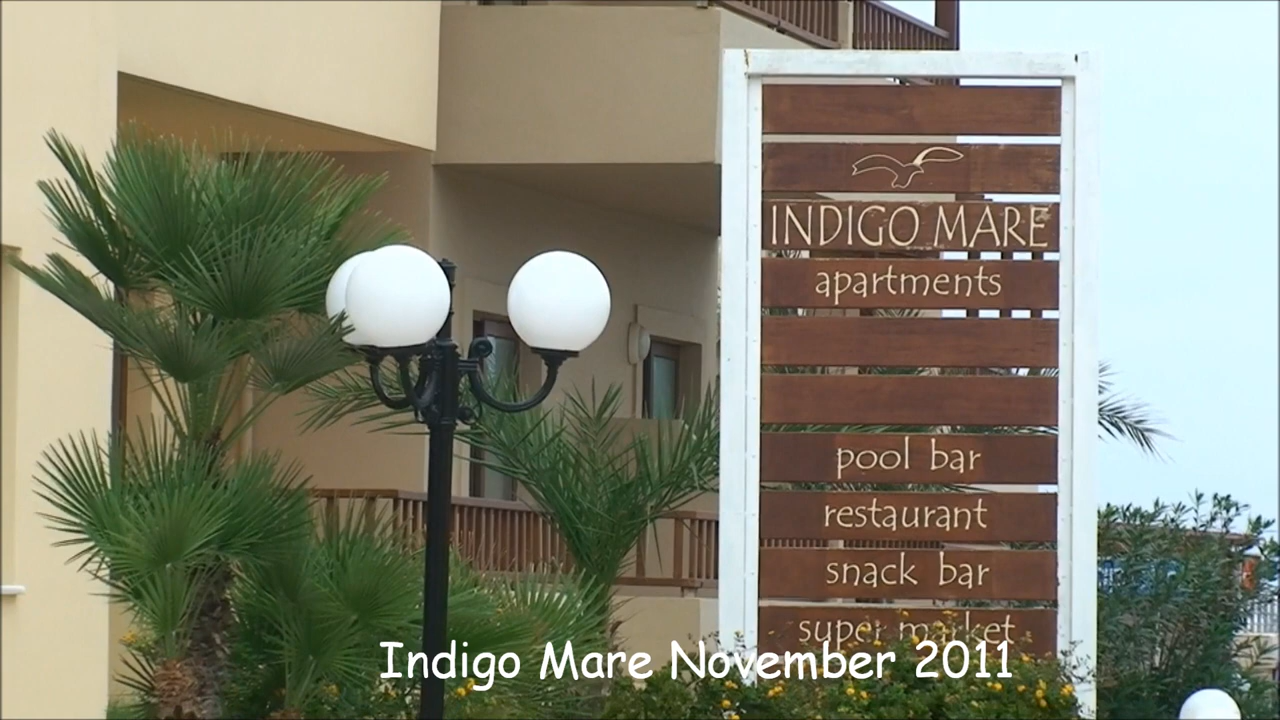 INDIGO MARE
apartments
pool bar
restaurant
snack bar
super market
Indigo Mare November 2011